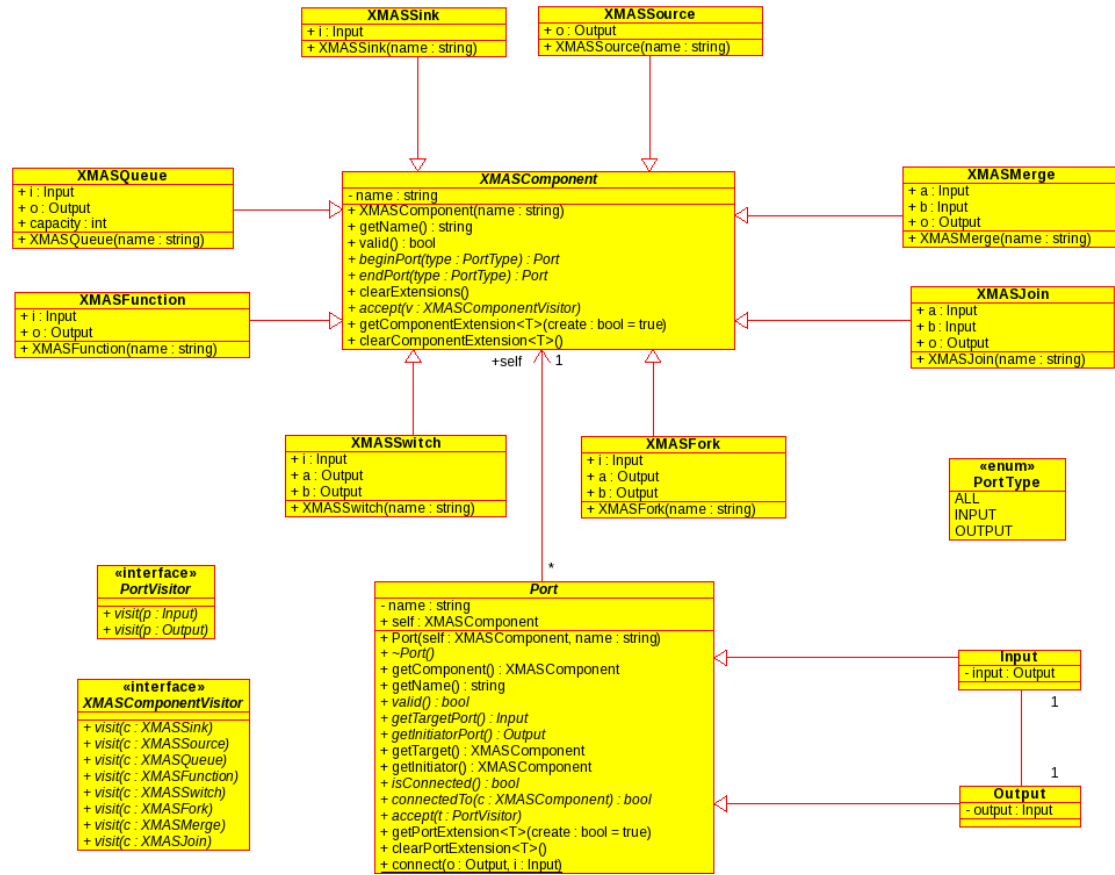 XMASSink
+ i : Input
+ XMASSink(name : string)
XMASSource
+ o : Output
+ XMASSource(name : string)
XMASQueue
+ i : Input
+ o : Output
+ capacity : int
+ XMASQueue(name : string)
XMASComponent
- name : string
+ XMASComponent(name : string)
+ getName() : string
+ valid() : bool
+ beginPort(type : PortType) : Port
+ endPort(type : PortType) : Port
+ clearExtensions()
+ accept(v : XMASComponentVisitor)
+ getComponentExtension<T>(create : bool = true)
+ clearComponentExtension<T>()
XMASMerge
+ a : Input
+ b : Input
+ o : Output
+ XMASMerge(name : string)
XMASFunction
+ i : Input
+ o : Output
+ XMASFunction(name : string)
XMASJoin
+ a : Input
+ b : Input
+ o : Output
+ XMASJoin(name : string)
+self
1
XMASSwitch
+ i : Input
+ a : Output
+ b : Output
+ XMASSwitch(name : string)
XMASFork
+ i : Input
+ a : Output
+ b : Output
+ XMASFork(name : string)
«enum»
PortType
ALL
INPUT
OUTPUT
*
«interface»
PortVisitor
+ visit(p : Input)
+ visit(p : Output)
«interface»
XMASComponentVisitor
+ visit(c : XMASSink)
+ visit(c : XMASSource)
+ visit(c : XMASQueue)
+ visit(c : XMASFunction)
+ visit(c : XMASSwitch)
+ visit(c : XMASFork)
+ visit(c : XMASMerge)
+ visit(c : XMASJoin)
Port
- name : string
+ self : XMASComponent
+ Port(self : XMASComponent, name : string)
+ ~Port()
+ getComponent() : XMASComponent
+ getName() : string
+ valid() : bool
+ getTargetPort() : Input
+ getInitiatorPort() : Output
+ getTarget() : XMASComponent
+ getInitiator() : XMASComponent
+ isConnected() : bool
+ connectedTo(c : XMASComponent) : bool
+ accept(t : PortVisitor)
+ getPortExtension<T>(create : bool = true)
+ clearPortExtension<T>()
+ connect(o : Output, i : Input)
Input
- input : Output
1
1
Output
- output : Input